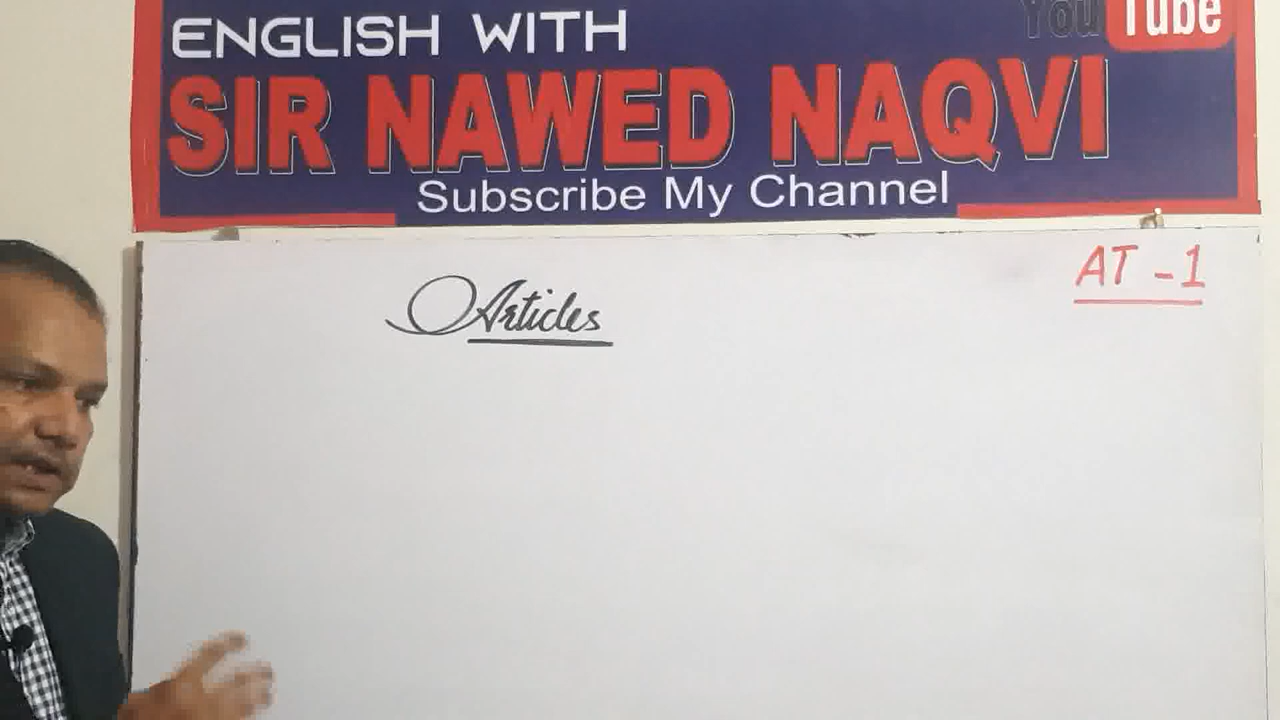 ENGLISH WITH
YouTube
SIR NAWED NAQVI
Subscribe My Channel
AT - 1
Articles